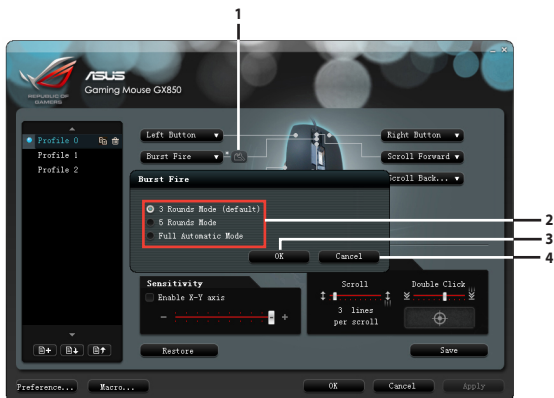 1
REPUBLIC OF
GAMERS
ASUS
Gaming Mouse GX850
Profile 0
Profile 1
Profile 2
Left Button
Right Button
Burst Fire
Scroll Forward
Scroll Back...
Burst Fire
3 Rounds Mode (default)
5 Rounds Mode
Full Automatic Mode
OK
Cancel
2
3
4
Sensitivity
Enable X-Y axis
- +
Scroll
3 lines
per scroll
Double Click
Restore
Save
Preference...
Macro...
OK
Cancel
Apply